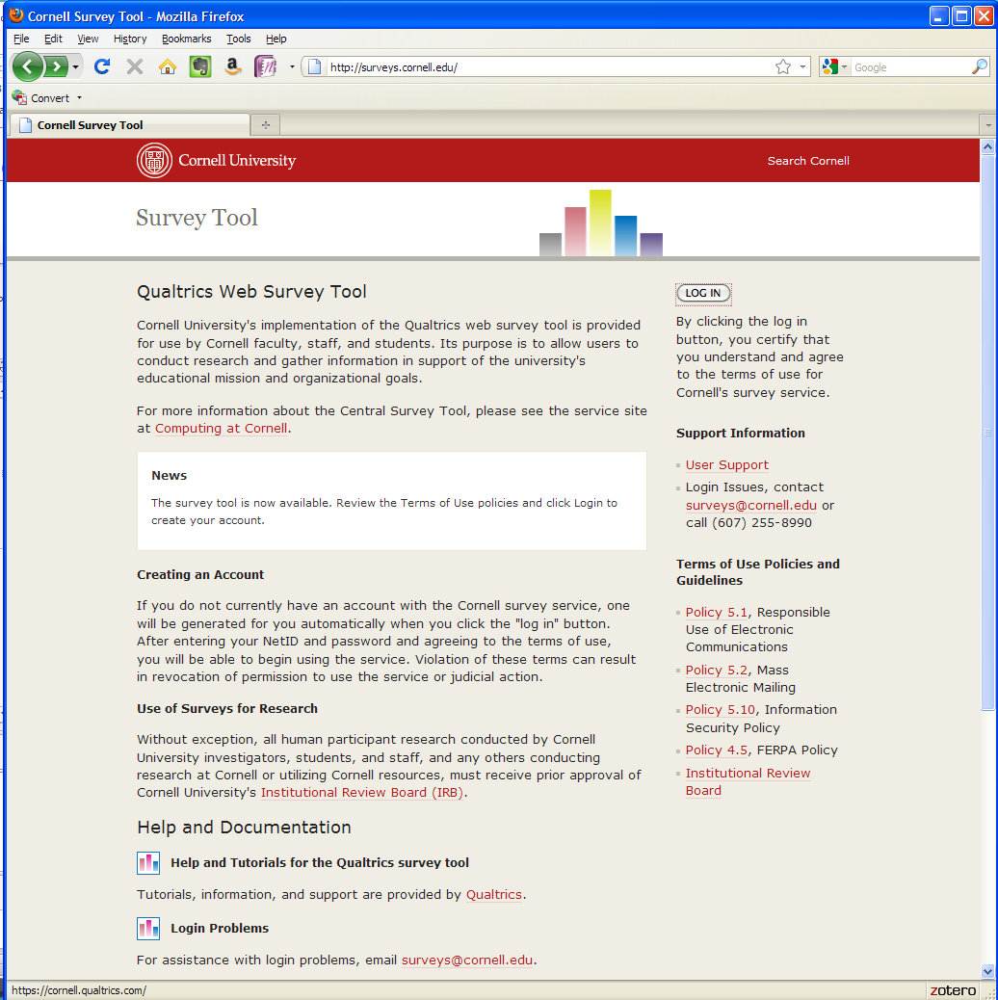 Cornell Survey Tool - Mozilla Firefox
File Edit View History Bookmarks Tools Help
http://surveys.cornell.edu/
Google
Convert
Cornell Survey Tool
Cornell University
Search Cornell
Survey Tool
Qualtrics Web Survey Tool
Cornell University's implementation of the Qualtrics web survey tool is provided
for use by Cornell faculty, staff, and students. Its purpose is to allow users to
conduct research and gather information in support of the university's
educational mission and organizational goals.
For more information about the Central Survey Tool, please see the service site
at Computing at Cornell.
News
The survey tool is now available. Review the Terms of Use policies and click Login to
create your account.
Creating an Account
If you do not currently have an account with the Cornell survey service, one
will be generated for you automatically when you click the "log in" button.
After entering your NetID and password and agreeing to the terms of use,
you will be able to begin using the service. Violation of these terms can result
in revocation of permission to use the service or judicial action.
Use of Surveys for Research
Without exception, all human participant research conducted by Cornell
University investigators, students, and staff, and any others conducting
research at Cornell or utilizing Cornell resources, must receive prior approval of
Cornell University's Institutional Review Board (IRB).
Help and Documentation
Help and Tutorials for the Qualtrics survey tool
Tutorials, information, and support are provided by Qualtrics.
Login Problems
For assistance with login problems, email surveys@cornell.edu.
LOG IN
By clicking the log in
button, you certify that
you understand and agree
to the terms of use for
Cornell's survey service.
Support Information
User Support
Login Issues, contact
surveys@cornell.edu or
call (607) 255-8990
Terms of Use Policies and
Guidelines
Policy 5.1, Responsible
Use of Electronic
Communications
Policy 5.2, Mass
Electronic Mailing
Policy 5.10, Information
Security Policy
Policy 4.5, FERPA Policy
Institutional Review
Board
https://cornell.qualtrics.com/
zotero